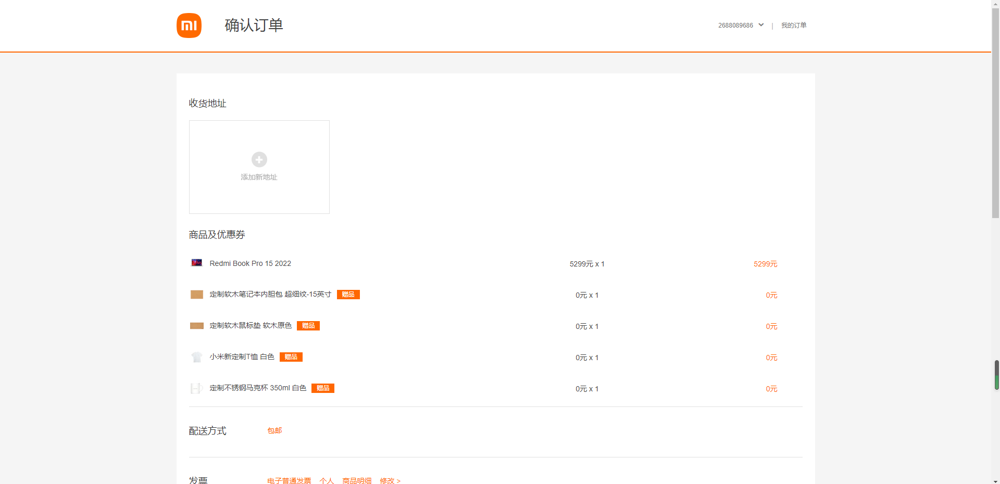 确认订单
2688089686 | 我的订单
收货地址
添加新地址
商品及优惠券
Redmi Book Pro 15 2022 5299元 x 1 5299元
定制软木笔记本内胆包 超细纹-15英寸 赠品 0元 x 1 0元
定制软木鼠标垫 软木原色 赠品 0元 x 1 0元
小米新定制T恤 白色 赠品 0元 x 1 0元
定制不锈钢马克杯 350ml 白色 赠品 0元 x 1 0元
配送方式 包邮
发票 电子普通发票 个人 商品明细 修改 >